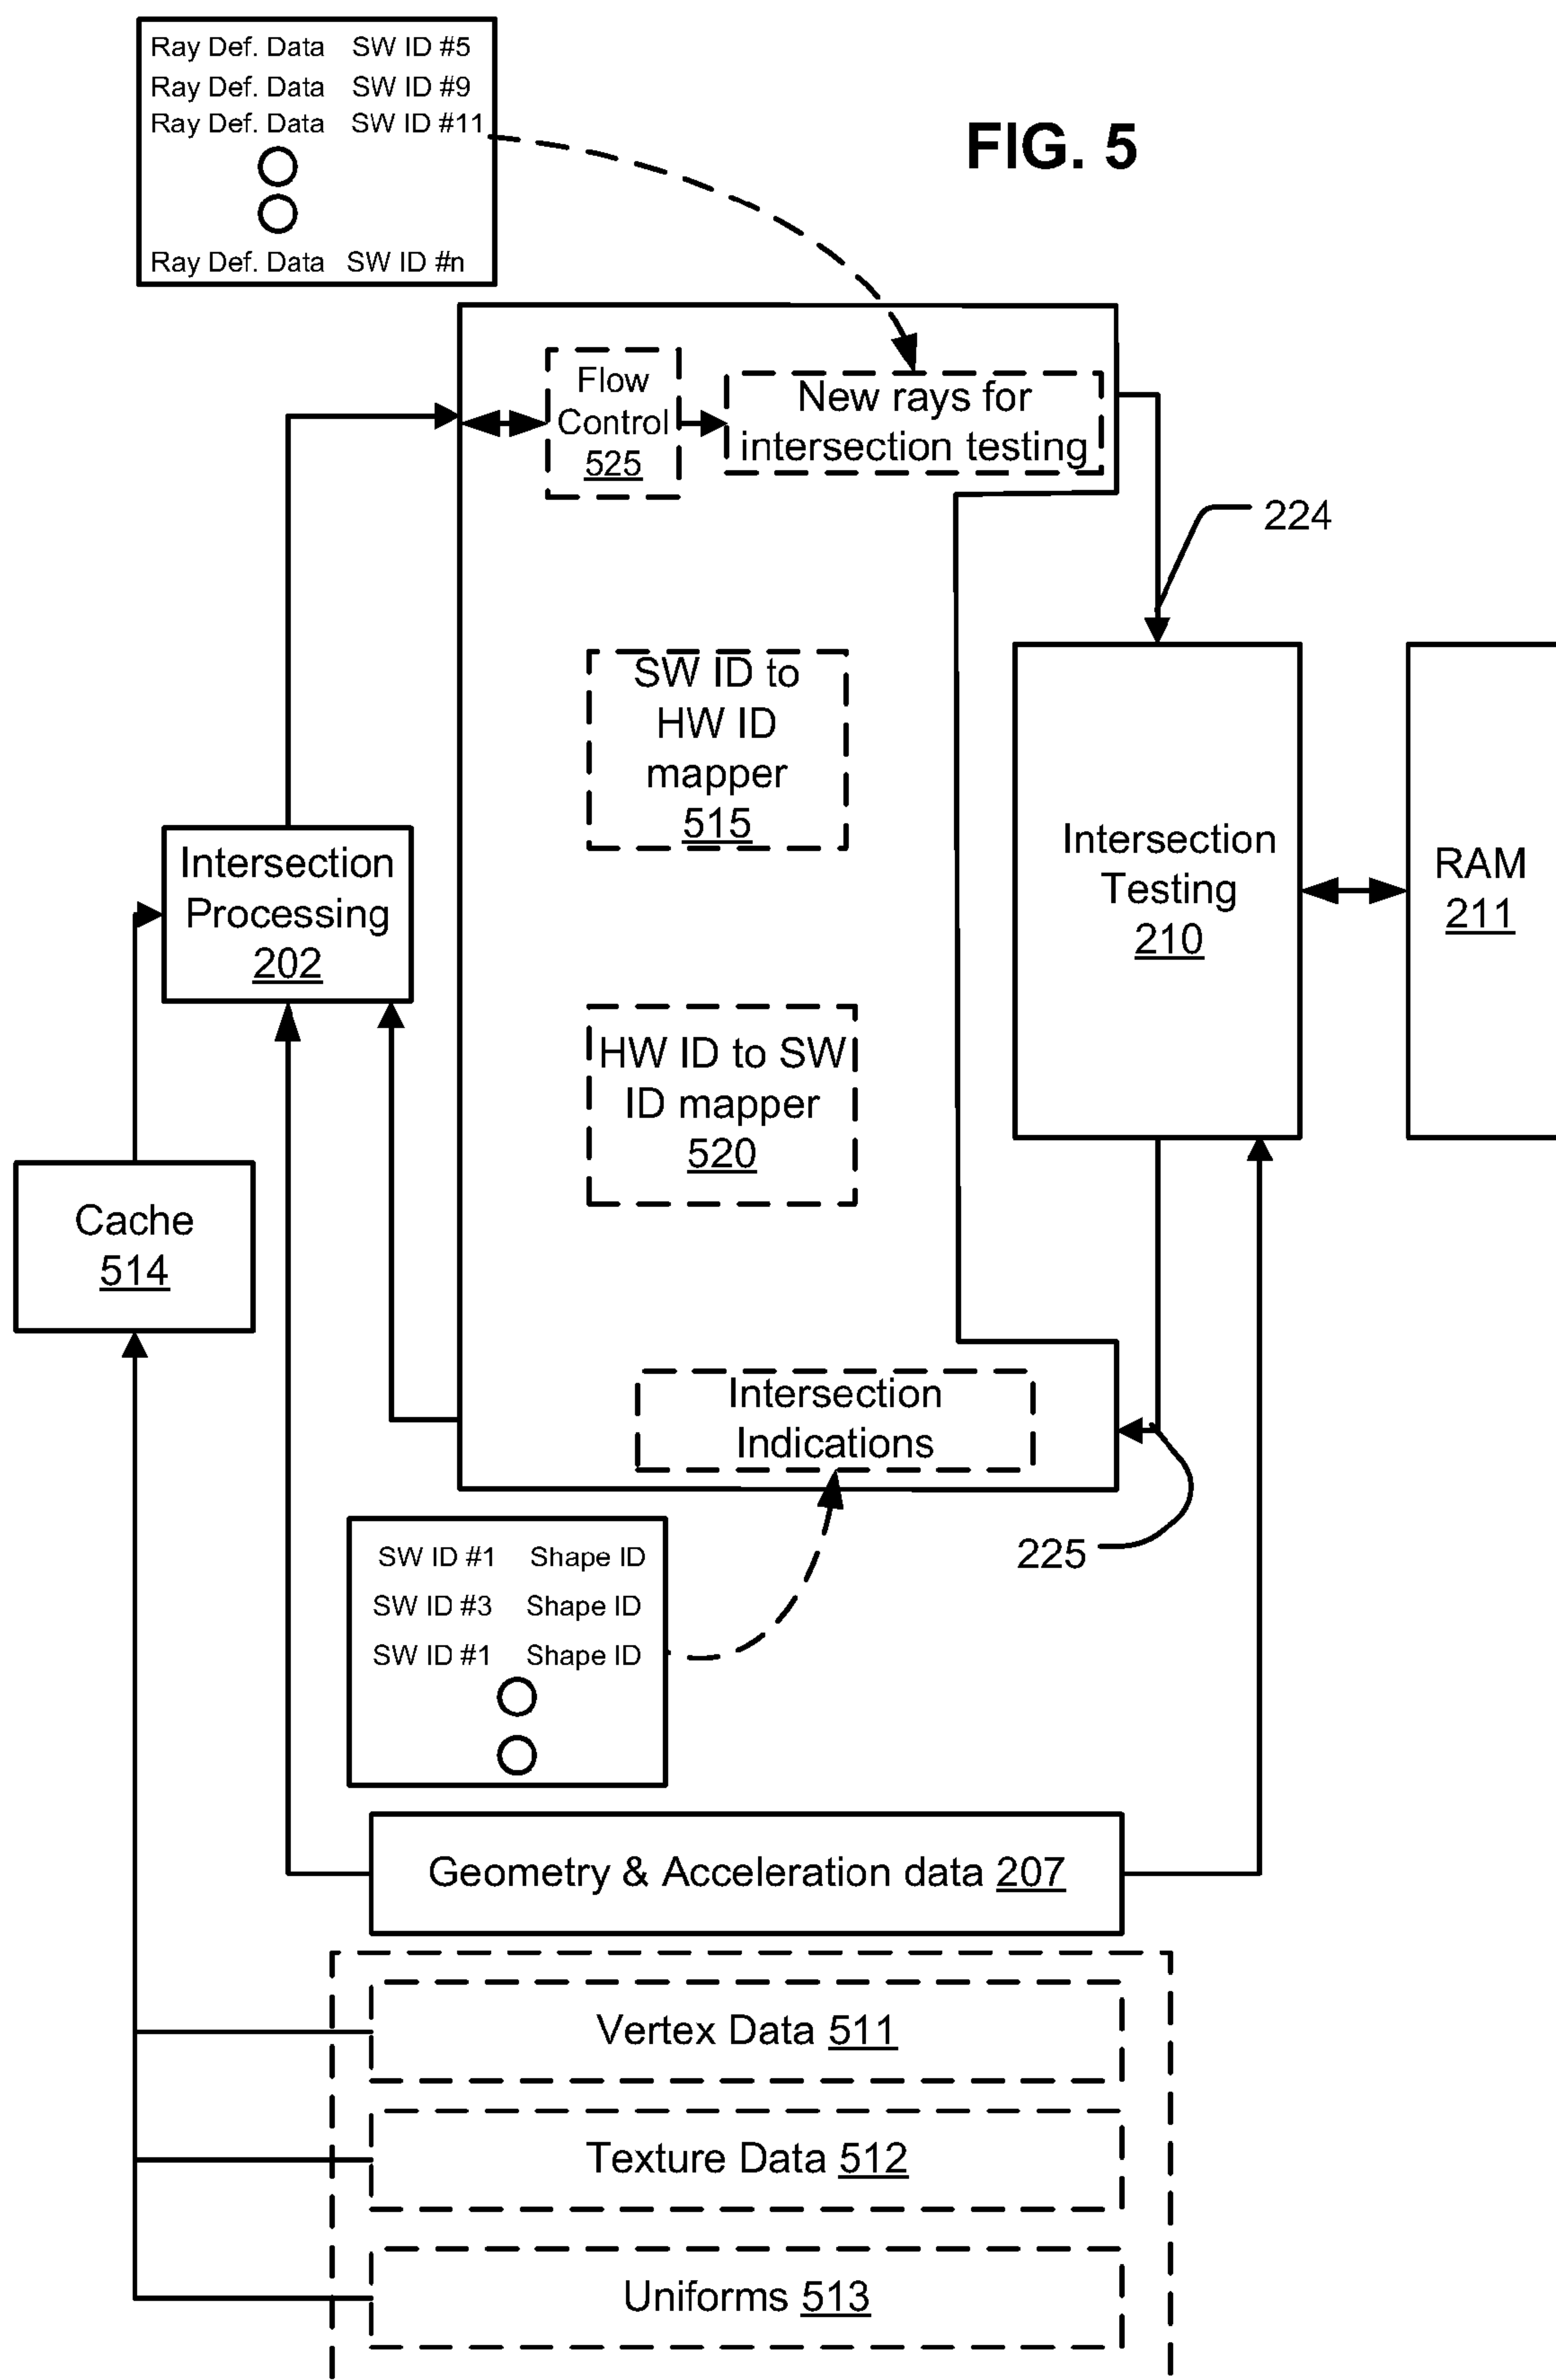 Ray Def. Data SW ID #5
Ray Def. Data SW ID #9
Ray Def. Data SW ID #11
Ray Def. Data SW ID #n
FIG. 5
Flow
Control
525
New rays for
intersection testing
224
SW ID to
HW ID
mapper
515
Intersection
Processing
202
Intersection
Testing
210
RAM
211
HW ID to SW
ID mapper
520
Cache
514
Intersection
Indications
225
SW ID #1 Shape ID
SW ID #3 Shape ID
SW ID #1 Shape ID
Geometry & Acceleration data 207
Vertex Data 511
Texture Data 512
Uniforms 513